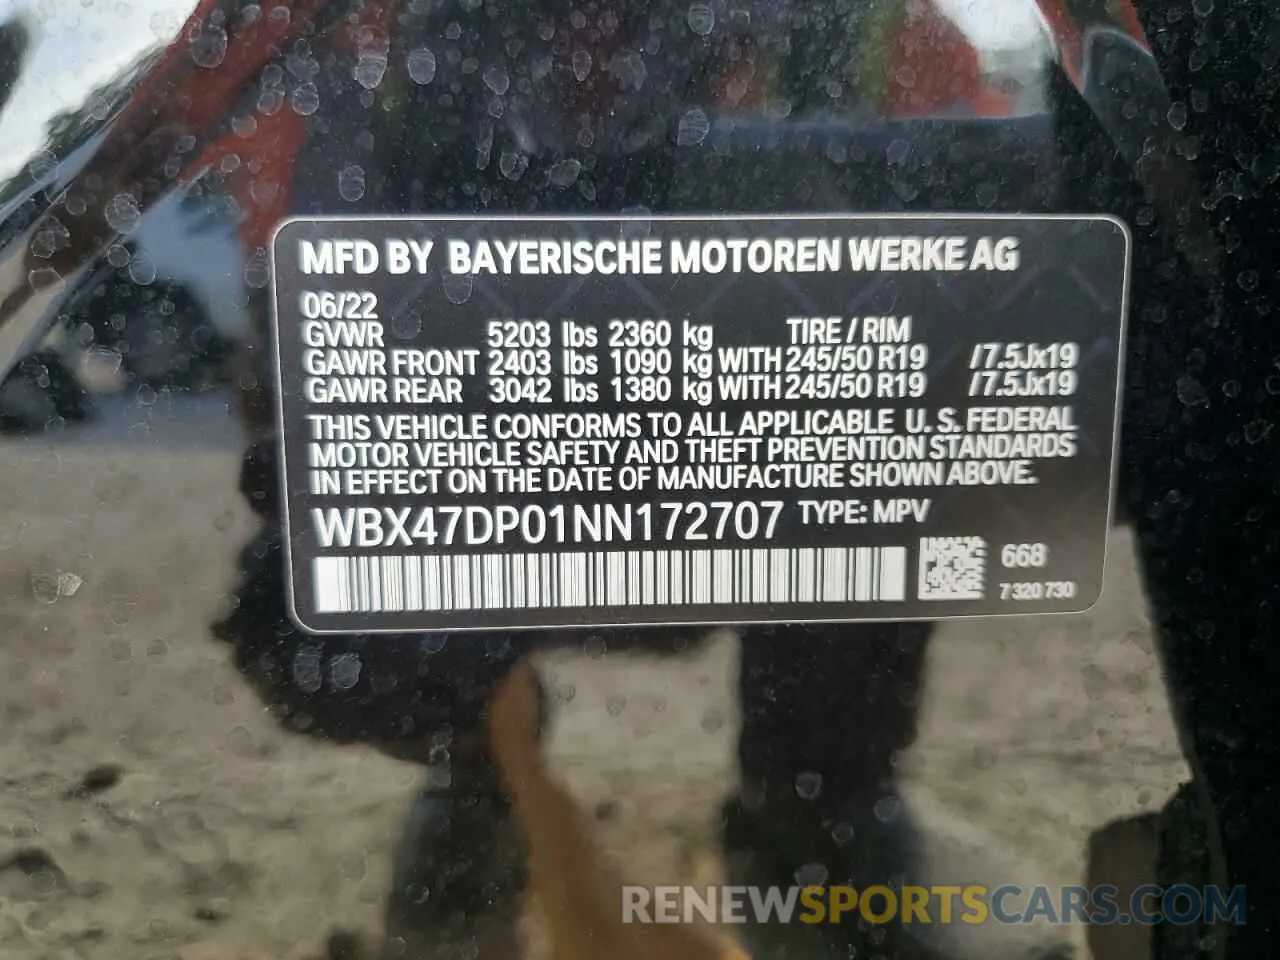 MFD BY BAYERISCHE MOTOREN WERKE AG
06/22
GVWR 5203 lbs 2360 kg TIRE / RIM
GAWR FRONT 2403 lbs 1090 kg WITH 245/50 R19 / 7.5Jx19
GAWR REAR 3042 lbs 1380 kg WITH 245/50 R19 / 7.5Jx19
THIS VEHICLE CONFORMS TO ALL APPLICABLE U. S. FEDERAL
MOTOR VEHICLE SAFETY AND THEFT PREVENTION STANDARDS
IN EFFECT ON THE DATE OF MANUFACTURE SHOWN ABOVE.
WBX47DP01NN172707 TYPE: MPV
668
7 320 730
RENEWSPORTSCARS.COM